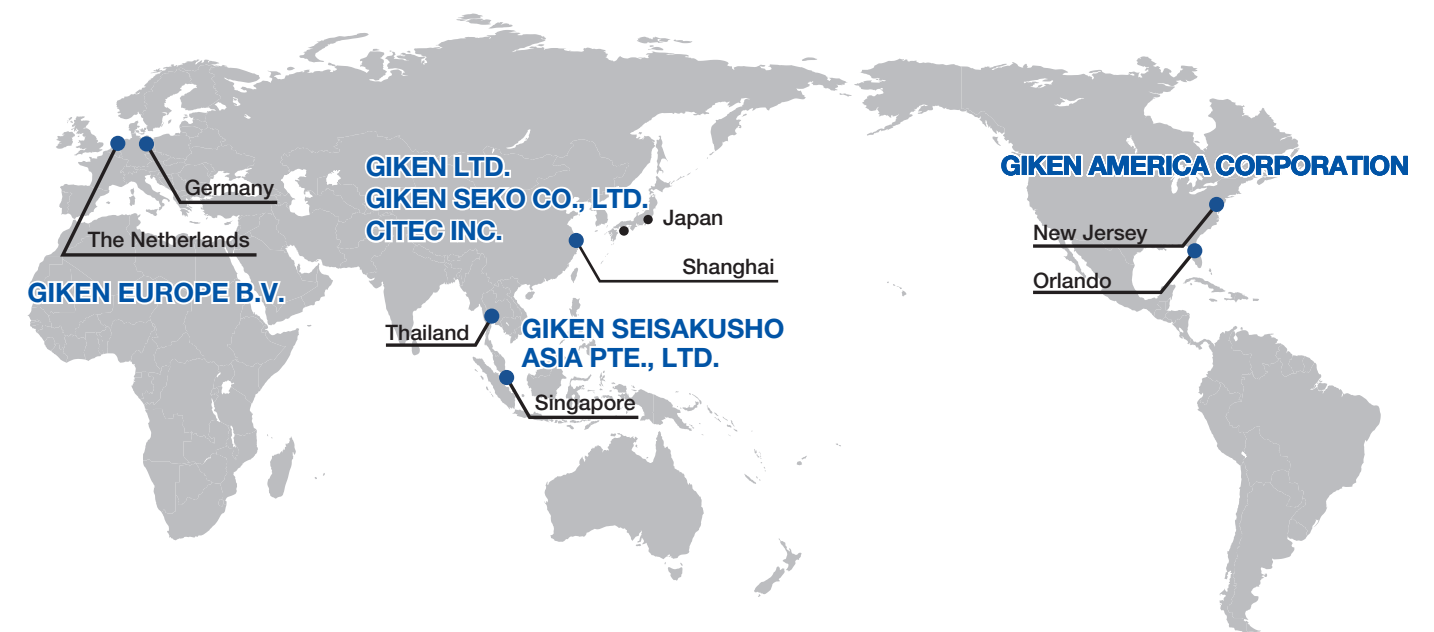 Germany
The Netherlands
GIKEN EUROPE B.V.
GIKEN LTD.
GIKEN SEKO CO., LTD.
CITEC INC.
Japan
Shanghai
Thailand
GIKEN SEISAKUSHO
ASIA PTE., LTD.
Singapore
GIKEN AMERICA CORPORATION
New Jersey
Orlando